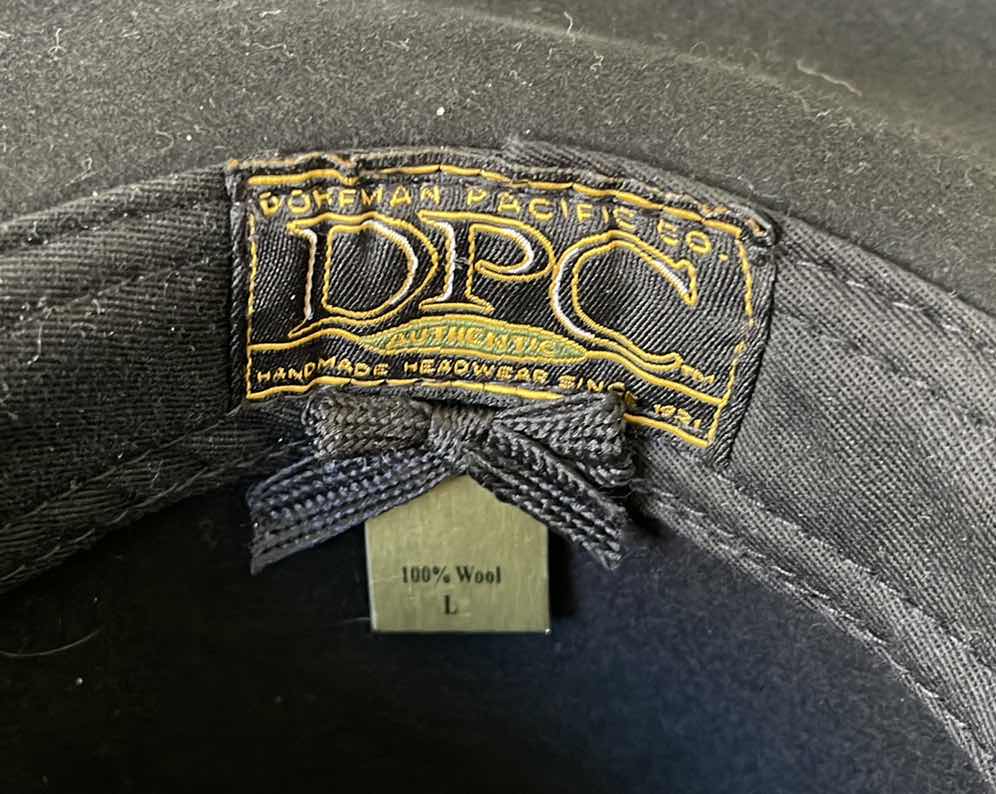 DORFMAN PACIFIC CO.
DPC TM
AUTHENTIC
HANDMADE HEADWEAR SINCE 1921
100% Wool
L